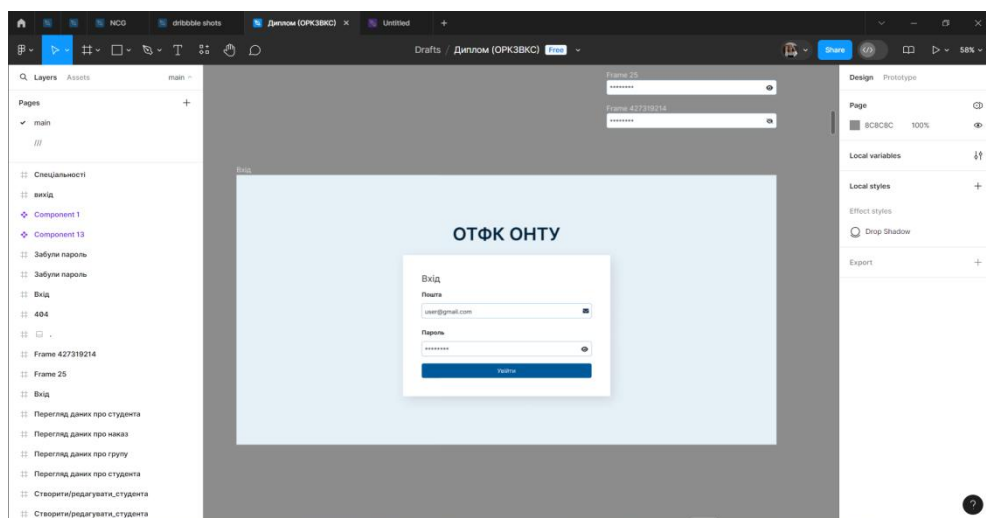 NCG
dribbble shots
Диплом (ОРКЗВКС)
Untitled
Drafts / Диплом (ОРКЗВКС) Free
Share
58%
Layers Assets main
Pages
main
///
Спеціальності
вихід
Component 1
Component 13
Забули пароль
Забули пароль
Вхід
404
.
Frame 427319214
Frame 25
Вхід
Перегляд даних про студента
Перегляд даних про наказ
Перегляд даних про групу
Перегляд даних про студента
Створити/редагувати_студента
Створити/редагувати_студента
Frame 25
********
Frame 427319214
********
Вхід
ОТФК ОНТУ
Вхід
Пошта
user@gmail.com
Пароль
********
Увійти
Design Prototype
Page
8C8C8C 100%
Local variables
Local styles
Effect styles
Drop Shadow
Export
?